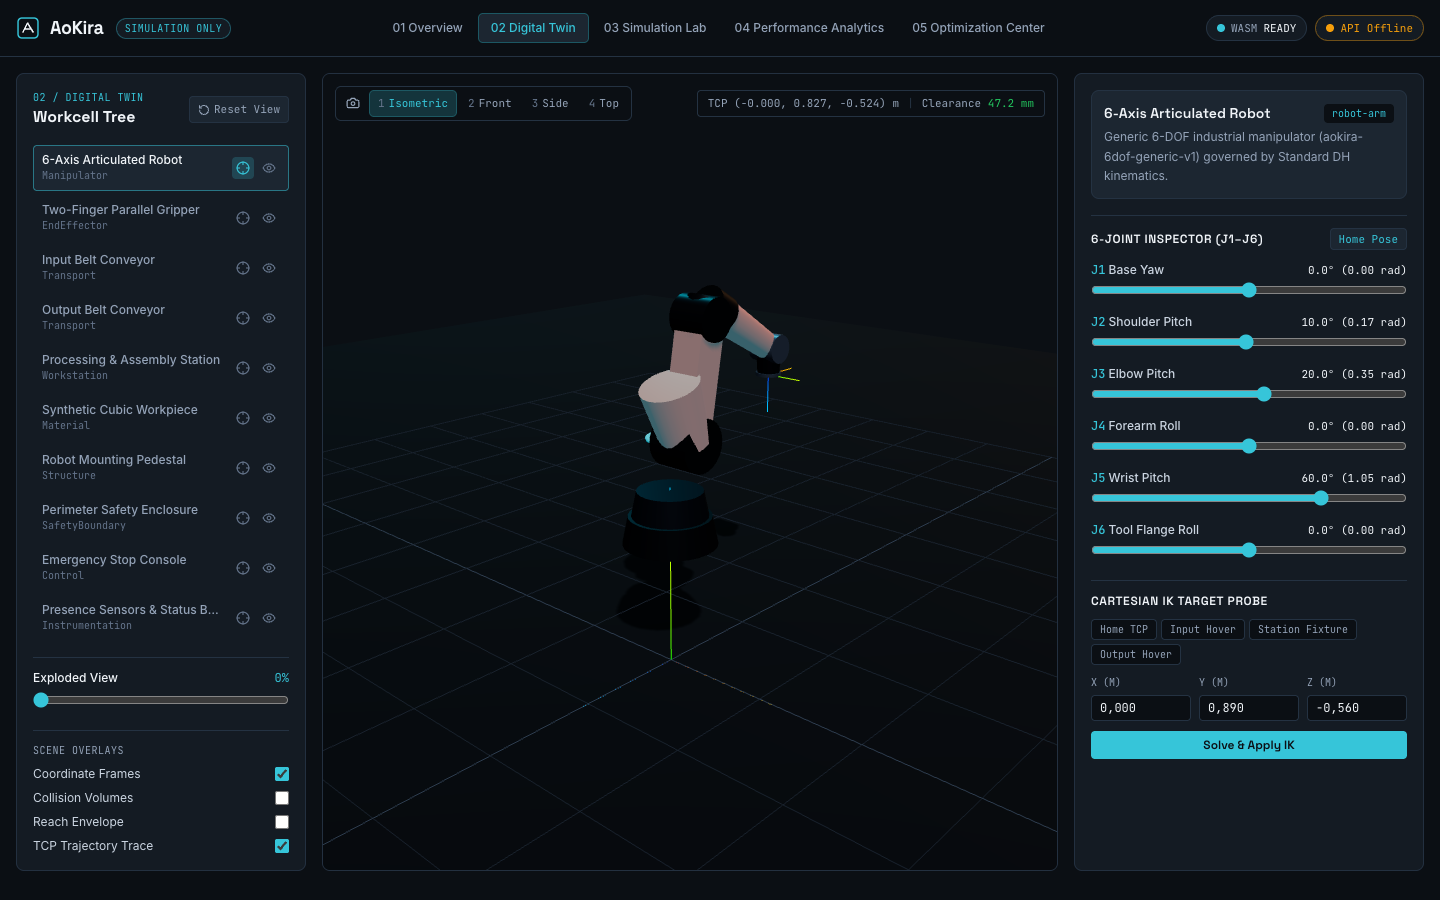 AoKira
SIMULATION ONLY
01 Overview
02 Digital Twin
03 Simulation Lab
04 Performance Analytics
05 Optimization Center
WASM READY
API Offline
02 / DIGITAL TWIN
Workcell Tree
Reset View
6-Axis Articulated Robot
Manipulator
Two-Finger Parallel Gripper
EndEffector
Input Belt Conveyor
Transport
Output Belt Conveyor
Transport
Processing & Assembly Station
Workstation
Synthetic Cubic Workpiece
Material
Robot Mounting Pedestal
Structure
Perimeter Safety Enclosure
SafetyBoundary
Emergency Stop Console
Control
Presence Sensors & Status B...
Instrumentation
Exploded View 0%
SCENE OVERLAYS
Coordinate Frames
Collision Volumes
Reach Envelope
TCP Trajectory Trace
1 Isometric
2 Front
3 Side
4 Top
TCP (-0.000, 0.827, -0.524) m
Clearance 47.2 mm
6-Axis Articulated Robot
robot-arm
Generic 6-DOF industrial manipulator (aokira-
6dof-generic-v1) governed by Standard DH
kinematics.
6-JOINT INSPECTOR (J1–J6)
Home Pose
J1 Base Yaw 0.0° (0.00 rad)
J2 Shoulder Pitch 10.0° (0.17 rad)
J3 Elbow Pitch 20.0° (0.35 rad)
J4 Forearm Roll 0.0° (0.00 rad)
J5 Wrist Pitch 60.0° (1.05 rad)
J6 Tool Flange Roll 0.0° (0.00 rad)
CARTESIAN IK TARGET PROBE
Home TCP
Input Hover
Station Fixture
Output Hover
X (M) Y (M) Z (M)
0,000 0,890 -0,560
Solve & Apply IK